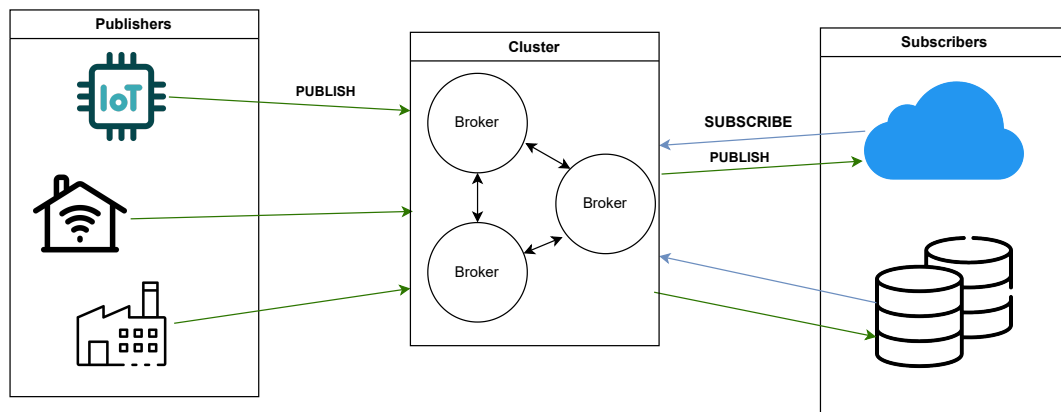 Publishers
IoT
PUBLISH
Cluster
Broker
Broker
Broker
Subscribers
SUBSCRIBE
PUBLISH